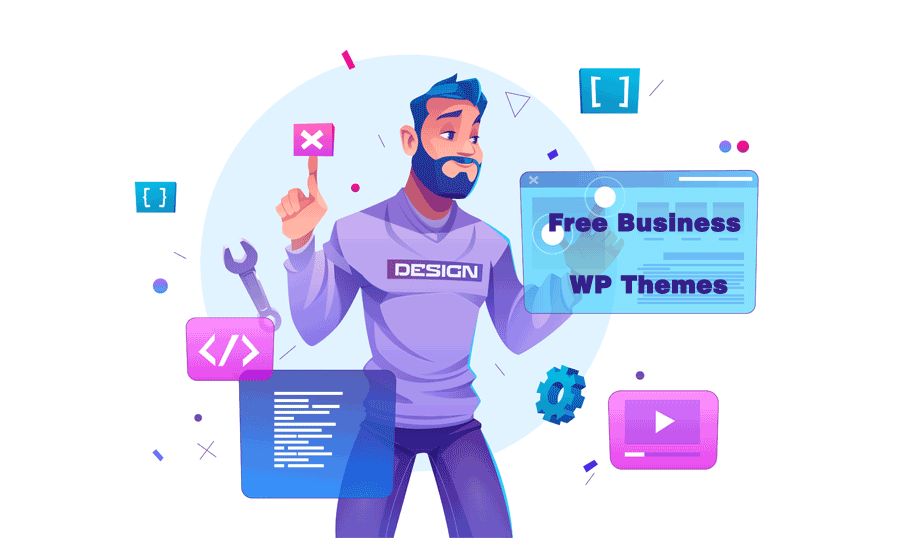 [ ]
{ }
Free Business
DESIGN
WP Themes
</>